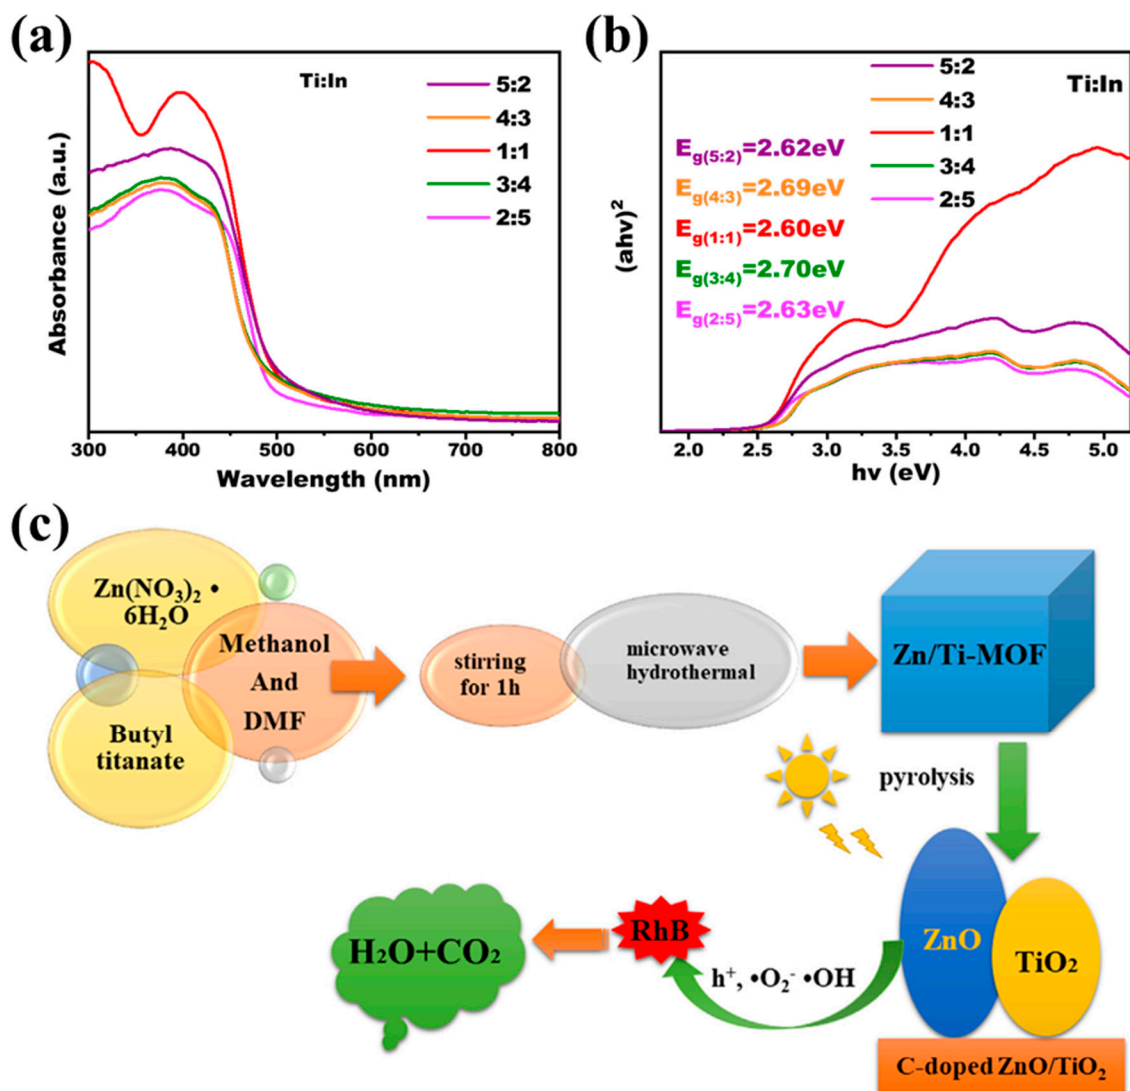 (a)
Ti:In
5:2
4:3
1:1
3:4
2:5
Absorbance (a.u.)
300 400 500 600 700 800
Wavelength (nm)
(b)
Ti:In
5:2
4:3
1:1
3:4
2:5
Eg(5:2)=2.62eV
Eg(4:3)=2.69eV
Eg(1:1)=2.60eV
Eg(3:4)=2.70eV
Eg(2:5)=2.63eV
(ahv)²
2.0 2.5 3.0 3.5 4.0 4.5 5.0
hv (eV)
(c)
Zn(NO₃)₂ •
6H₂O
Methanol
And
DMF
Butyl
titanate
stirring
for 1h
microwave
hydrothermal
Zn/Ti-MOF
pyrolysis
ZnO
TiO₂
C-doped ZnO/TiO₂
h⁺, •O₂⁻ •OH
RhB
H₂O+CO₂